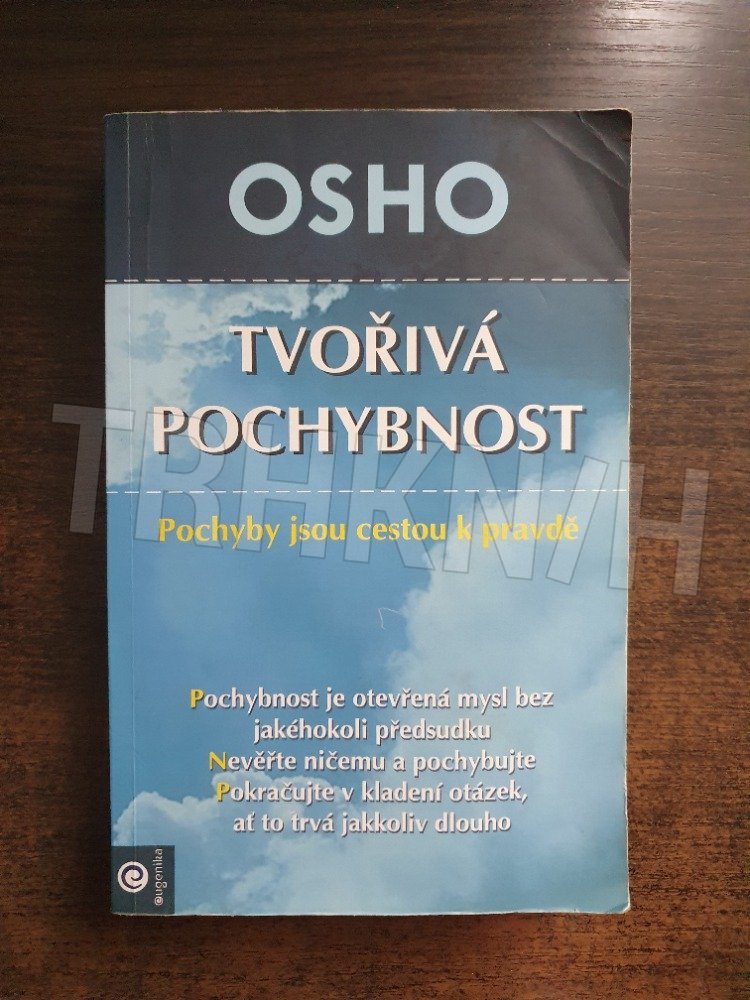 OSHO
TVOŘIVÁ
POCHYBNOST
Pochyby jsou cestou k pravdě
Pochybnost je otevřená mysl bez
jakéhokoli předsudku
Nevěřte ničemu a pochybujte
Pokračujte v kladení otázek,
ať to trvá jakkoliv dlouho
eugenika
TRHKNIH